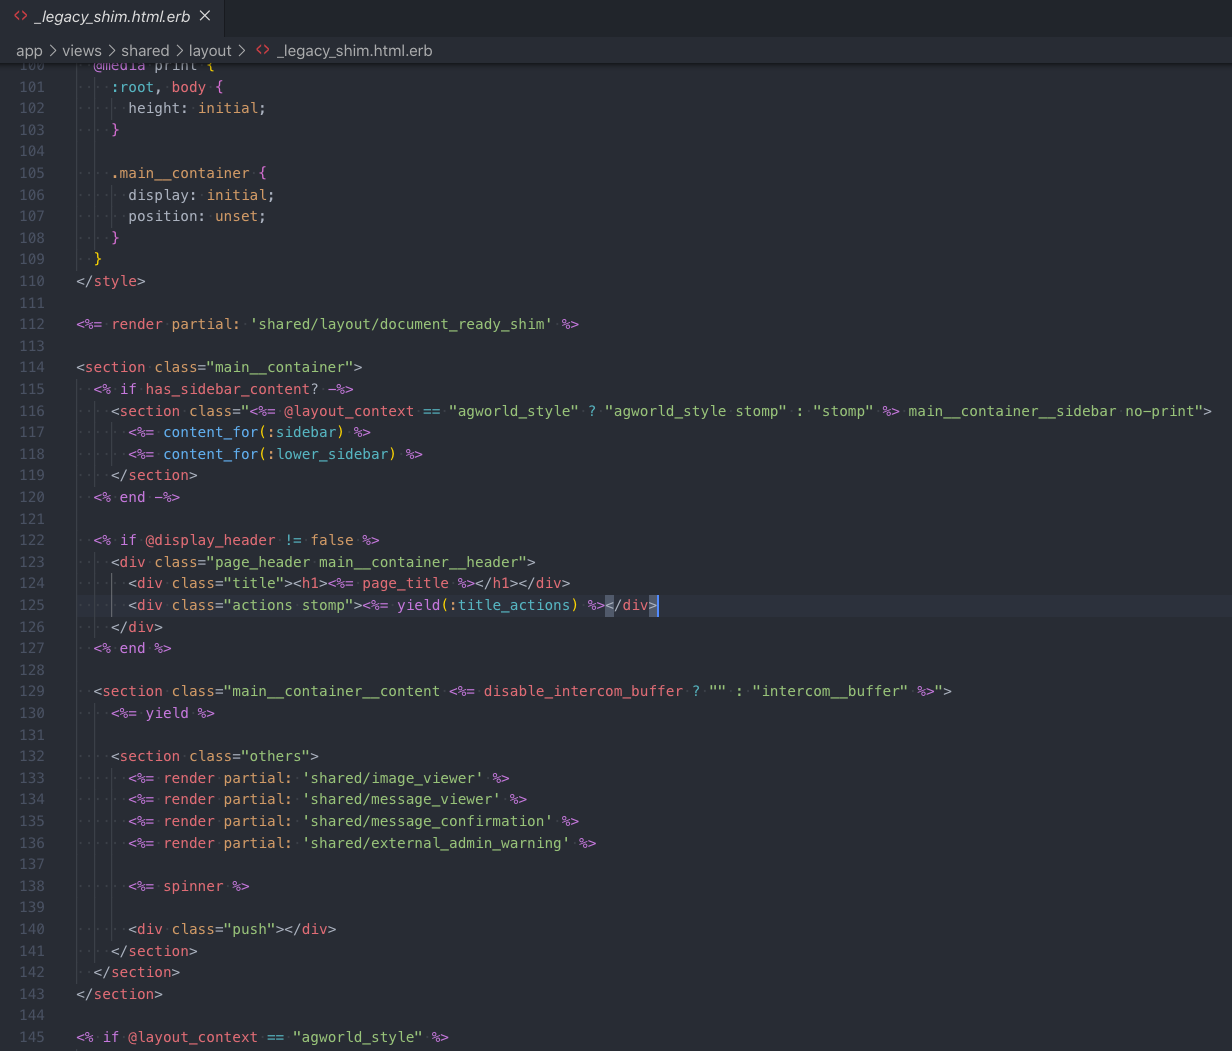 _legacy_shim.html.erb
app > views > shared > layout > _legacy_shim.html.erb
100 @media print {
101 :root, body {
102 height: initial;
103 }
104
105 .main__container {
106 display: initial;
107 position: unset;
108 }
109 }
110 </style>
111
112 <%= render partial: 'shared/layout/document_ready_shim' %>
113
114 <section class="main__container">
115 <% if has_sidebar_content? -%>
116 <section class="<%= @layout_context == "agworld_style" ? "agworld_style stomp" : "stomp" %> main__container__sidebar no-print">
117 <%= content_for(:sidebar) %>
118 <%= content_for(:lower_sidebar) %>
119 </section>
120 <% end -%>
121
122 <% if @display_header != false %>
123 <div class="page_header main__container__header">
124 <div class="title"><h1><%= page_title %></h1></div>
125 <div class="actions stomp"><%= yield(:title_actions) %></div>
126 </div>
127 <% end %>
128
129 <section class="main__container__content <%= disable_intercom_buffer ? "" : "intercom__buffer" %>">
130 <%= yield %>
131
132 <section class="others">
133 <%= render partial: 'shared/image_viewer' %>
134 <%= render partial: 'shared/message_viewer' %>
135 <%= render partial: 'shared/message_confirmation' %>
136 <%= render partial: 'shared/external_admin_warning' %>
137
138 <%= spinner %>
139
140 <div class="push"></div>
141 </section>
142 </section>
143 </section>
144
145 <% if @layout_context == "agworld_style" %>